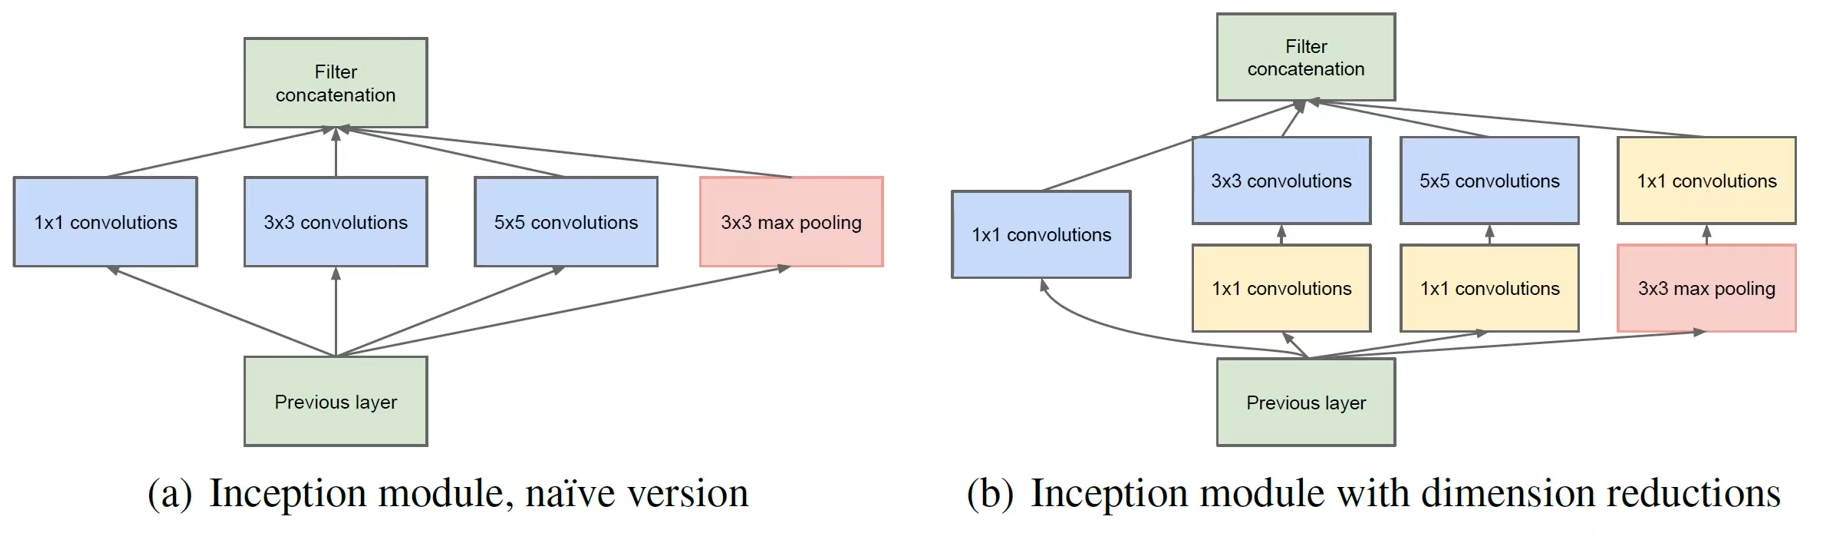 Filter
concatenation
1x1 convolutions
3x3 convolutions
5x5 convolutions
3x3 max pooling
Previous layer
(a) Inception module, naïve version
Filter
concatenation
1x1 convolutions
3x3 convolutions
5x5 convolutions
1x1 convolutions
1x1 convolutions
1x1 convolutions
3x3 max pooling
Previous layer
(b) Inception module with dimension reductions